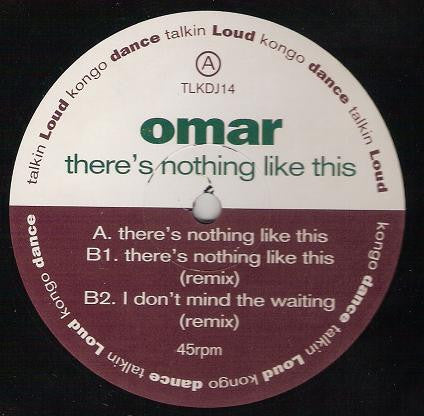 talkin Loud kongo dance talkin Loud kongo dance talkin Loud
kongo dance talkin Loud kongo dance talkin Loud kongo dance
A
TLKDJ14
omar
there's nothing like this
A. there's nothing like this
B1. there's nothing like this
(remix)
B2. I don't mind the waiting
(remix)
45rpm